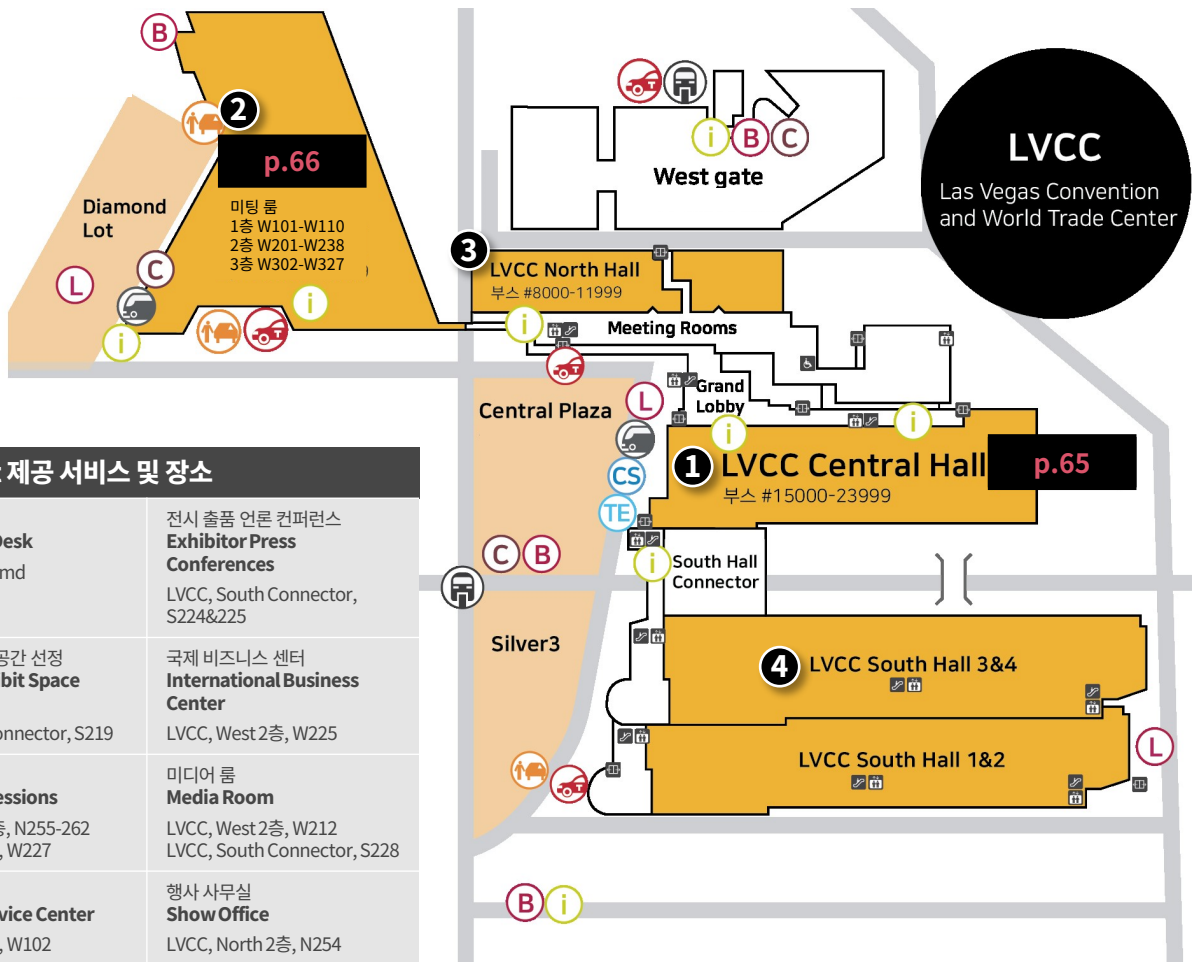 B
2
p.66
Diamond
Lot
미팅 룸
1층 W101-W110
2층 W201-W238
3층 W302-W327
L
C
i
i
i
B
C
West gate
LVCC
Las Vegas Convention
and World Trade Center
3
LVCC North Hall
부스 #8000-11999
i
Meeting Rooms
Grand
Lobby
Central Plaza
L
CS
TE
i
i
1
LVCC Central Hall
부스 #15000-23999
p.65
C
B
i
South Hall
Connector
Silver3
4
LVCC South Hall 3&4
LVCC South Hall 1&2
L
B
i
제공 서비스 및 장소
Desk
md
전시 출품 언론 컨퍼런스
Exhibitor Press
Conferences
LVCC, South Connector,
S224&225
공간 선정
bit Space
onnector, S219
국제 비즈니스 센터
International Business
Center
LVCC, West 2층, W225
essions
층, N255-262
, W227
미디어 룸
Media Room
LVCC, West 2층, W212
LVCC, South Connector, S228
vice Center
, W102
행사 사무실
Show Office
LVCC, North 2층, N254